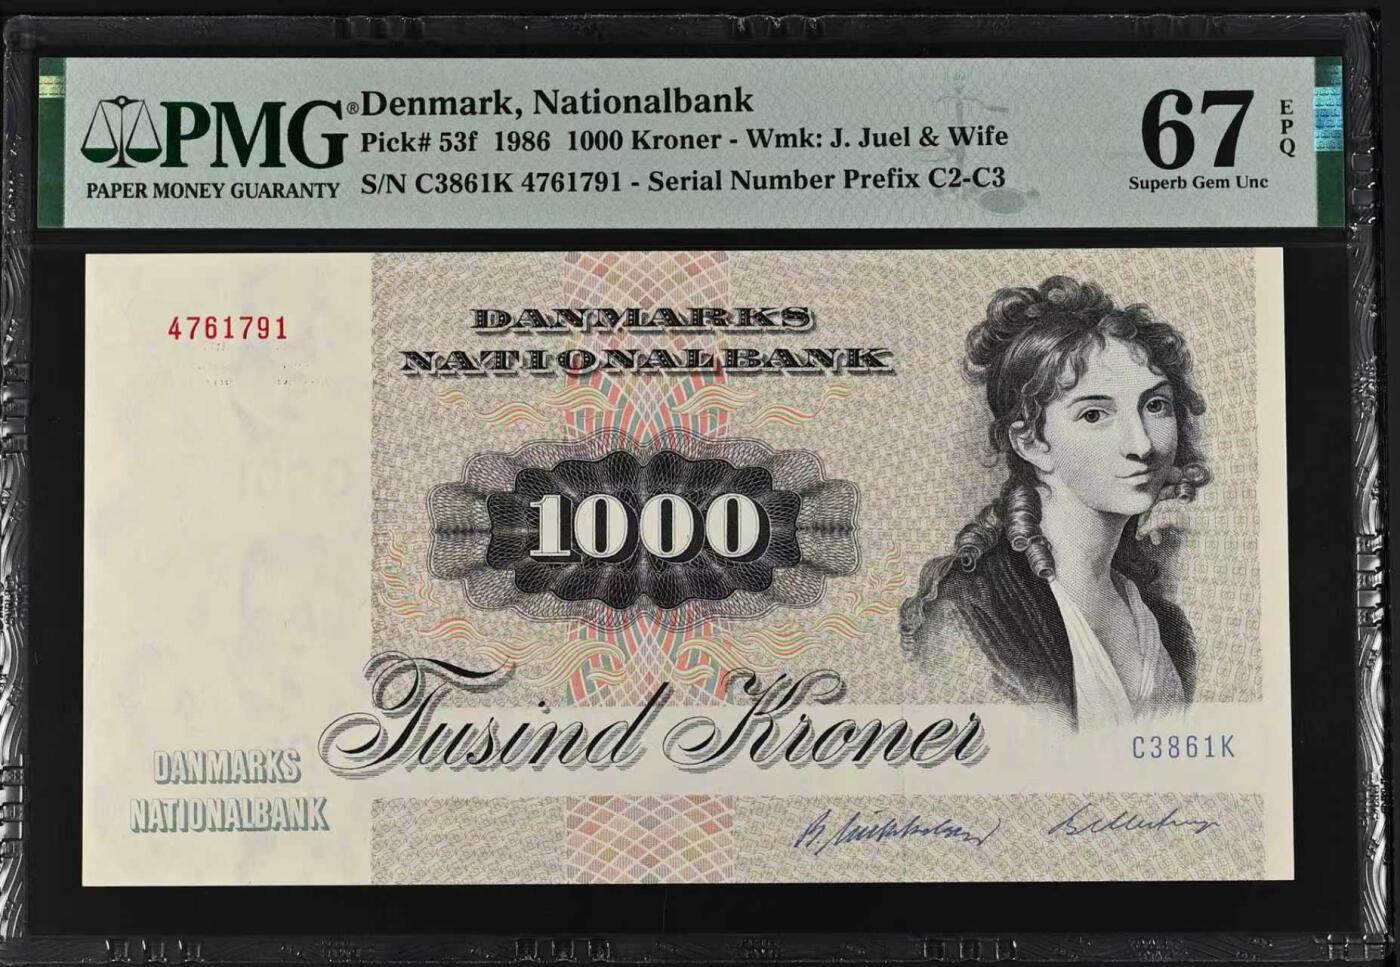 PMG®
PAPER MONEY GUARANTY
Denmark, Nationalbank
Pick# 53f 1986 1000 Kroner - Wmk: J. Juel & Wife
S/N C3861K 4761791 - Serial Number Prefix C2-C3
67
EPQ
Superb Gem Unc
4761791
DANMARKS
NATIONALBANK
1000
Tusind Kroner
C3861K
DANMARKS
NATIONALBANK